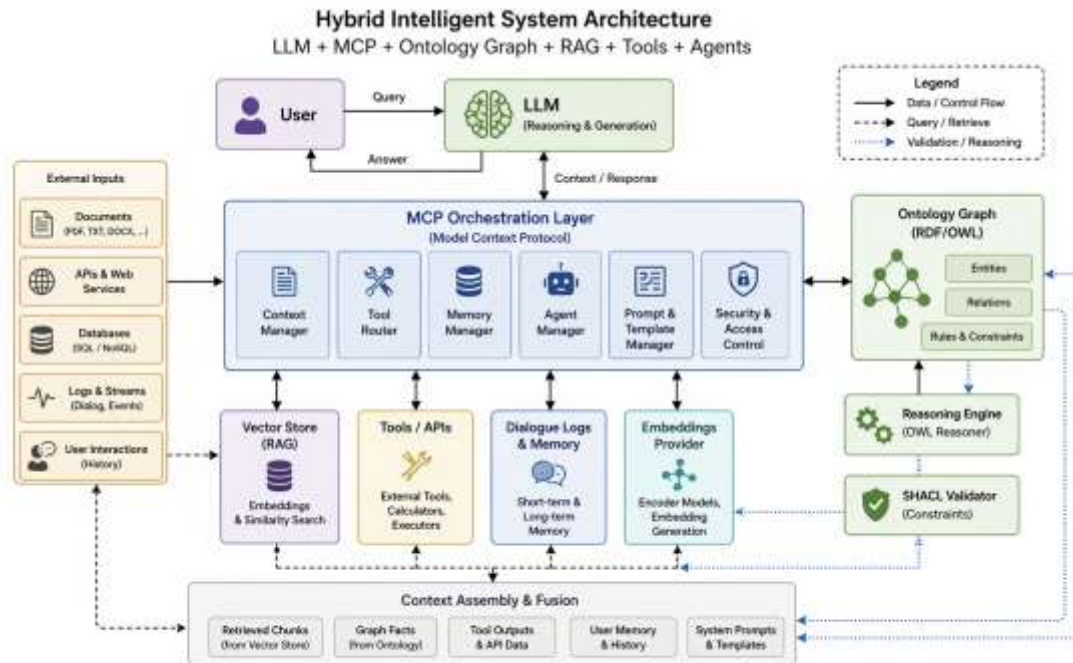 Hybrid Intelligent System Architecture
LLM + MCP + Ontology Graph + RAG + Tools + Agents
User
Query
Answer
LLM
(Reasoning & Generation)
Context / Response
Legend
Data / Control Flow
Query / Retrieve
Validation / Reasoning
External Inputs
Documents
(PDF, TXT, DOCX, ...)
APIs & Web
Services
Databases
(SQL / NoSQL)
Logs & Streams
(Dialog, Events)
User Interactions
(History)
MCP Orchestration Layer
(Model Context Protocol)
Context
Manager
Tool
Router
Memory
Manager
Agent
Manager
Prompt &
Template
Manager
Security &
Access
Control
Ontology Graph
(RDF/OWL)
Entities
Relations
Rules & Constraints
Reasoning Engine
(OWL Reasoner)
SHACL Validator
(Constraints)
Vector Store
(RAG)
Embeddings
& Similarity Search
Tools / APIs
External Tools,
Calculators,
Executors
Dialogue Logs
& Memory
Short-term &
Long-term
Memory
Embeddings
Provider
Encoder Models,
Embedding
Generation
Context Assembly & Fusion
Retrieved Chunks
(from Vector Store)
Graph Facts
(from Ontology)
Tool Outputs
& API Data
User Memory
& History
System Prompts
& Templates